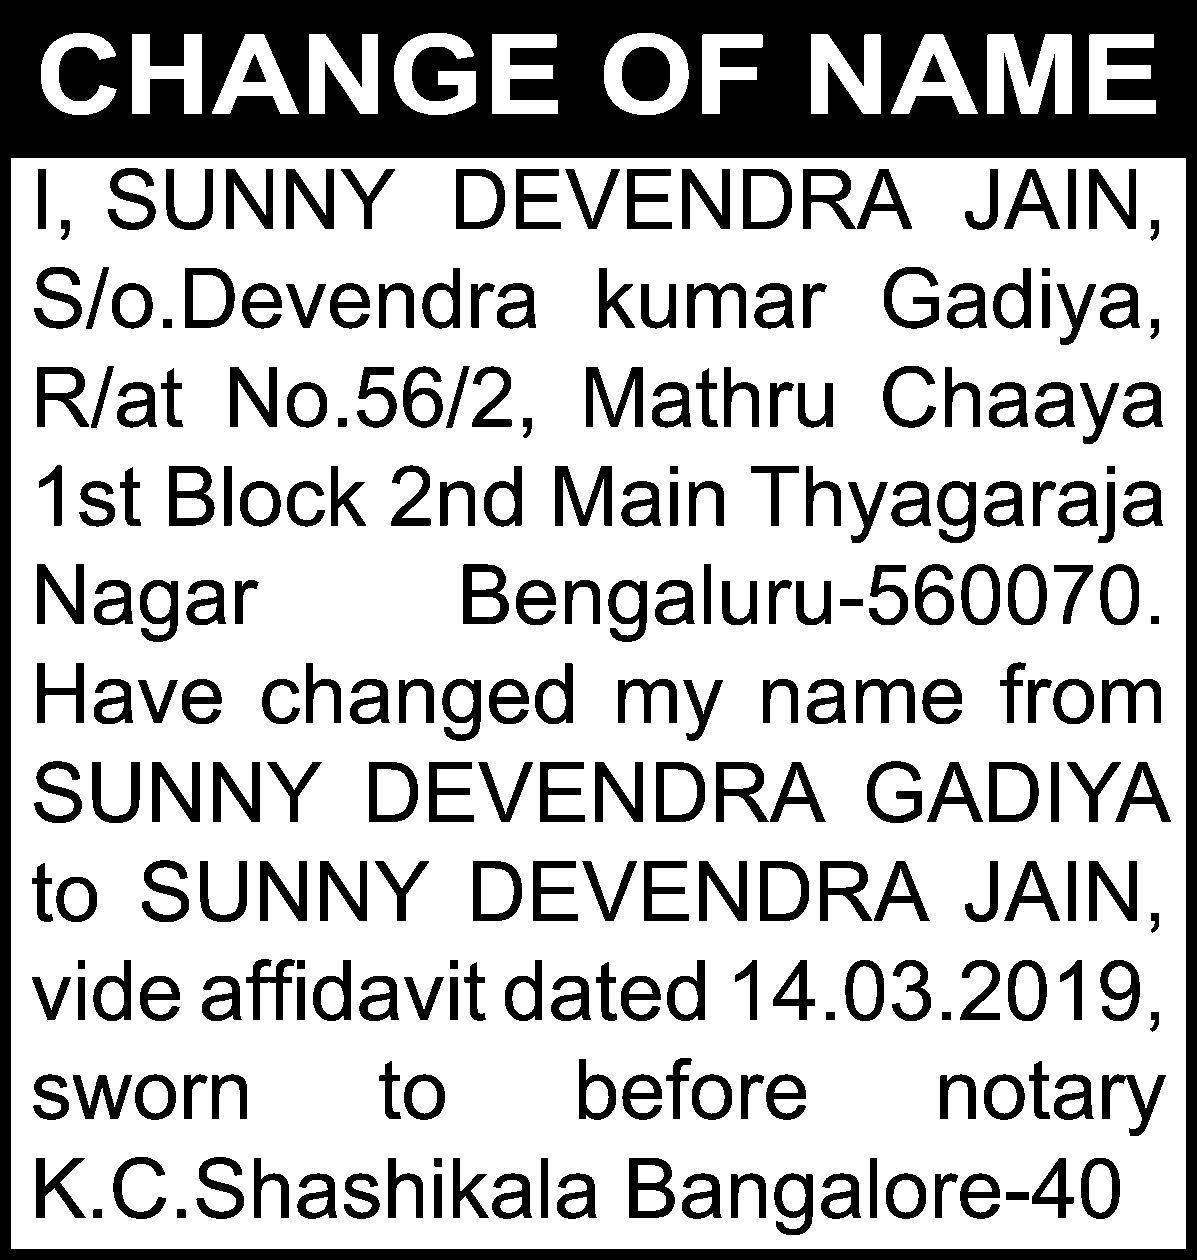 CHANGE OF NAME
I, SUNNY DEVENDRA JAIN,
S/o.Devendra kumar Gadiya,
R/at No.56/2, Mathru Chaaya
1st Block 2nd Main Thyagaraja
Nagar Bengaluru-560070.
Have changed my name from
SUNNY DEVENDRA GADIYA
to SUNNY DEVENDRA JAIN,
vide affidavit dated 14.03.2019,
sworn to before notary
K.C.Shashikala Bangalore-40